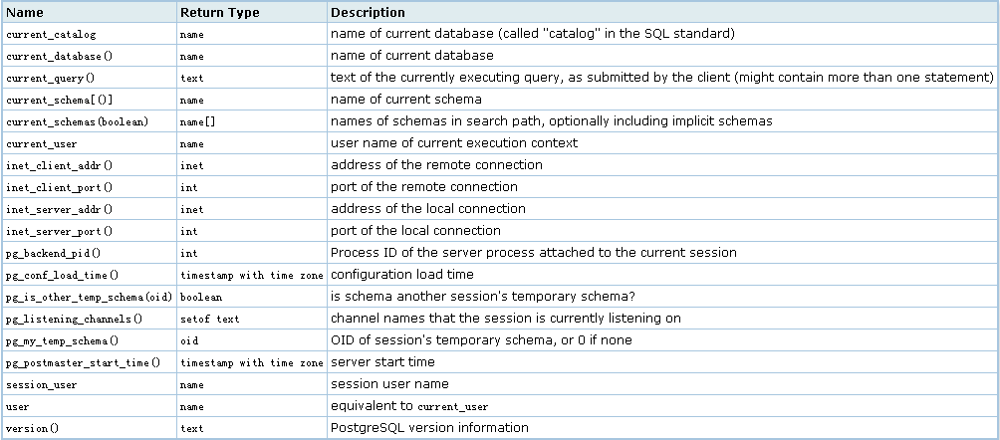 Name Return Type Description
current_catalog name name of current database (called "catalog" in the SQL standard)
current_database() name name of current database
current_query() text text of the currently executing query, as submitted by the client (might contain more than one statement)
current_schema[()] name name of current schema
current_schemas(boolean) name[] names of schemas in search path, optionally including implicit schemas
current_user name user name of current execution context
inet_client_addr() inet address of the remote connection
inet_client_port() int port of the remote connection
inet_server_addr() inet address of the local connection
inet_server_port() int port of the local connection
pg_backend_pid() int Process ID of the server process attached to the current session
pg_conf_load_time() timestamp with time zone configuration load time
pg_is_other_temp_schema(oid) boolean is schema another session's temporary schema?
pg_listening_channels() setof text channel names that the session is currently listening on
pg_my_temp_schema() oid OID of session's temporary schema, or 0 if none
pg_postmaster_start_time() timestamp with time zone server start time
session_user name session user name
user name equivalent to current_user
version() text PostgreSQL version information